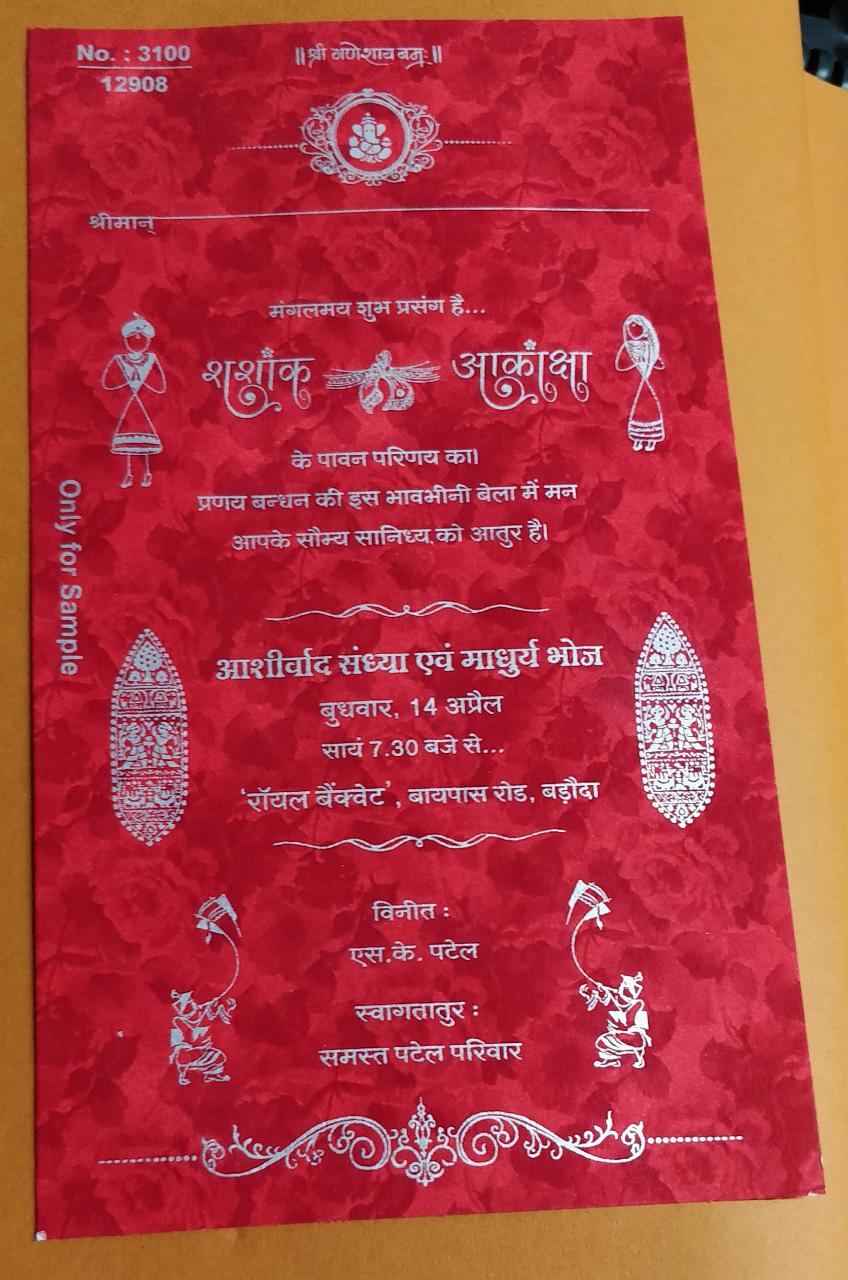 No. : 3100
12908
॥ श्री गणेशाय नमः ॥
श्रीमान्
मंगलमय शुभ प्रसंग है...
शशांक आकांक्षा
के पावन परिणय का।
प्रणय बन्धन की इस भावभीनी बेला में मन
आपके सौम्य सानिध्य को आतुर है।
Only for Sample
आशीर्वाद संध्या एवं माधुर्य भोज
बुधवार, 14 अप्रैल
सायं 7.30 बजे से...
'रॉयल बैंक्वेट', बायपास रोड, बड़ौदा
विनीत :
एस.के. पटेल
स्वागतातुर :
समस्त पटेल परिवार